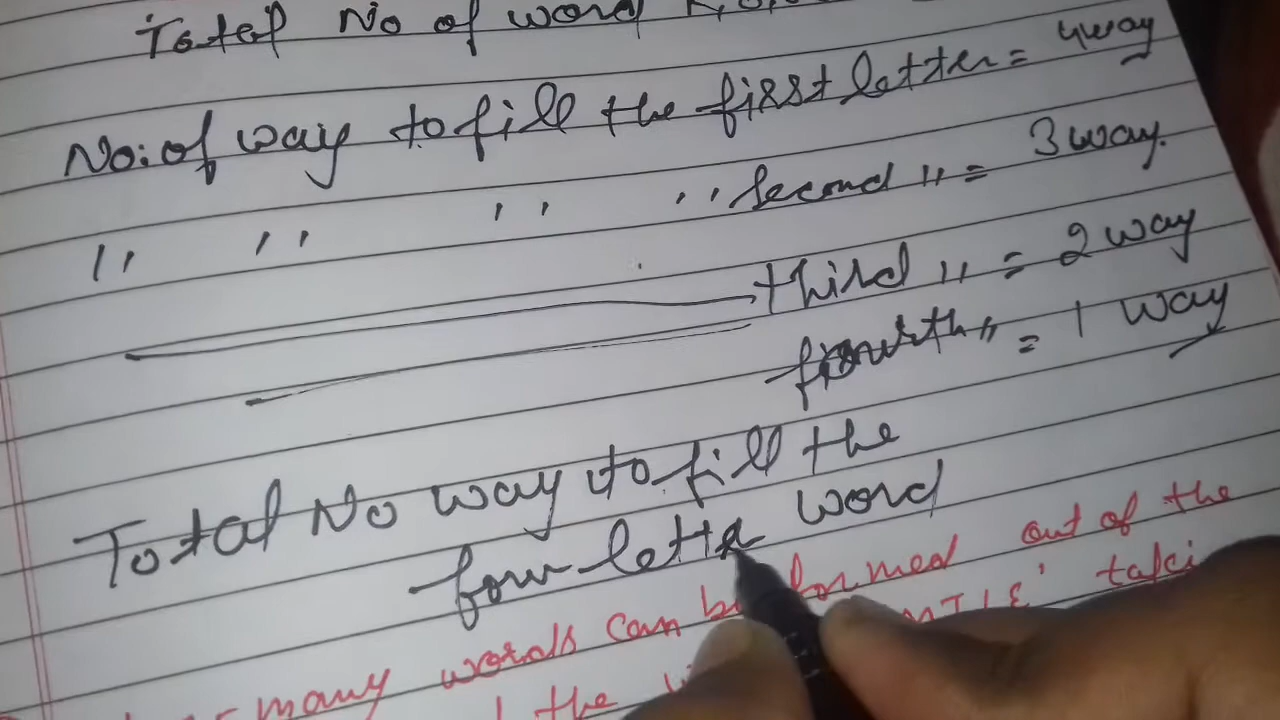 Total No of word
No: of way to fill the first letter = 4 way
" " " " second " = 3 way.
third " = 2 way
fourth " = 1 way
Total No way to fill the
four letter word
many words can be formed out of the
taki
the